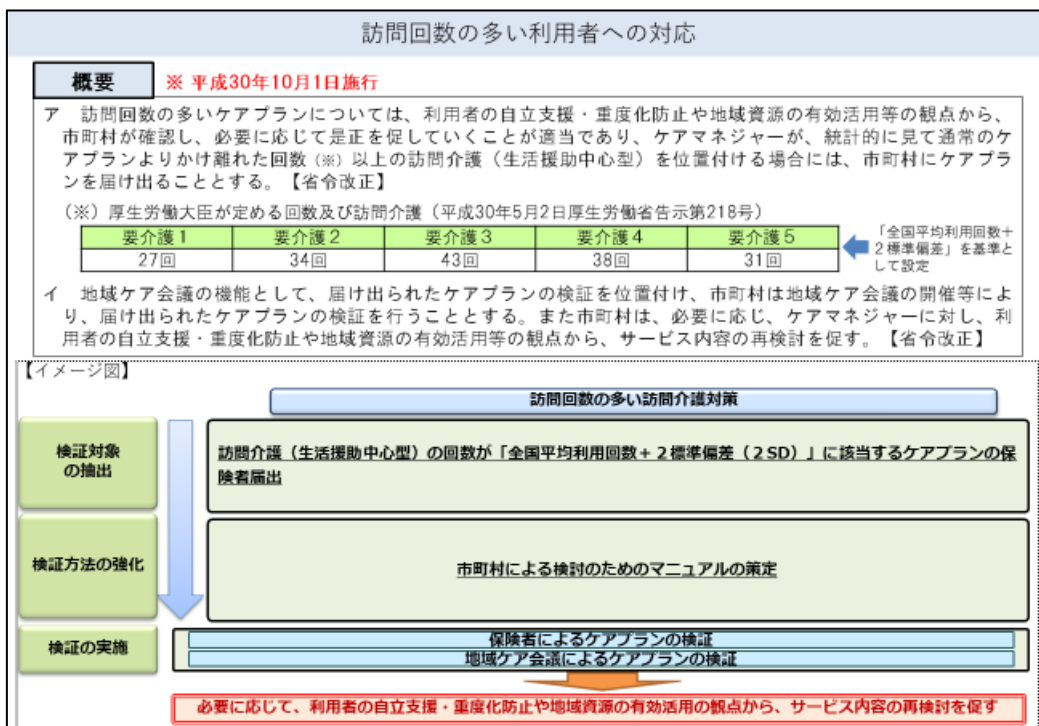 訪問回数の多い利用者への対応
概要
※ 平成30年10月1日施行
ア 訪問回数の多いケアプランについては、利用者の自立支援・重度化防止や地域資源の有効活用等の観点から、
市町村が確認し、必要に応じて是正を促していくことが適当であり、ケアマネジャーが、統計的に見て通常のケ
アプランよりかけ離れた回数（※）以上の訪問介護（生活援助中心型）を位置付ける場合には、市町村にケアプラ
ンを届け出ることとする。【省令改正】
（※）厚生労働大臣が定める回数及び訪問介護（平成30年5月2日厚生労働省告示第218号）
要介護１ 要介護２ 要介護３ 要介護４ 要介護５
27回 34回 43回 38回 31回
「全国平均利用回数＋
２標準偏差」を基準と
して設定
イ 地域ケア会議の機能として、届け出られたケアプランの検証を位置付け、市町村は地域ケア会議の開催等によ
り、届け出られたケアプランの検証を行うこととする。また市町村は、必要に応じ、ケアマネジャーに対し、利
用者の自立支援・重度化防止や地域資源の有効活用等の観点から、サービス内容の再検討を促す。【省令改正】
【イメージ図】
訪問回数の多い訪問介護対策
検証対象
の抽出
訪問介護（生活援助中心型）の回数が「全国平均利用回数＋２標準偏差（２SD）」に該当するケアプランの保
険者届出
検証方法の強化
市町村による検討のためのマニュアルの策定
検証の実施
保険者によるケアプランの検証
地域ケア会議によるケアプランの検証
必要に応じて、利用者の自立支援・重度化防止や地域資源の有効活用の観点から、サービス内容の再検討を促す